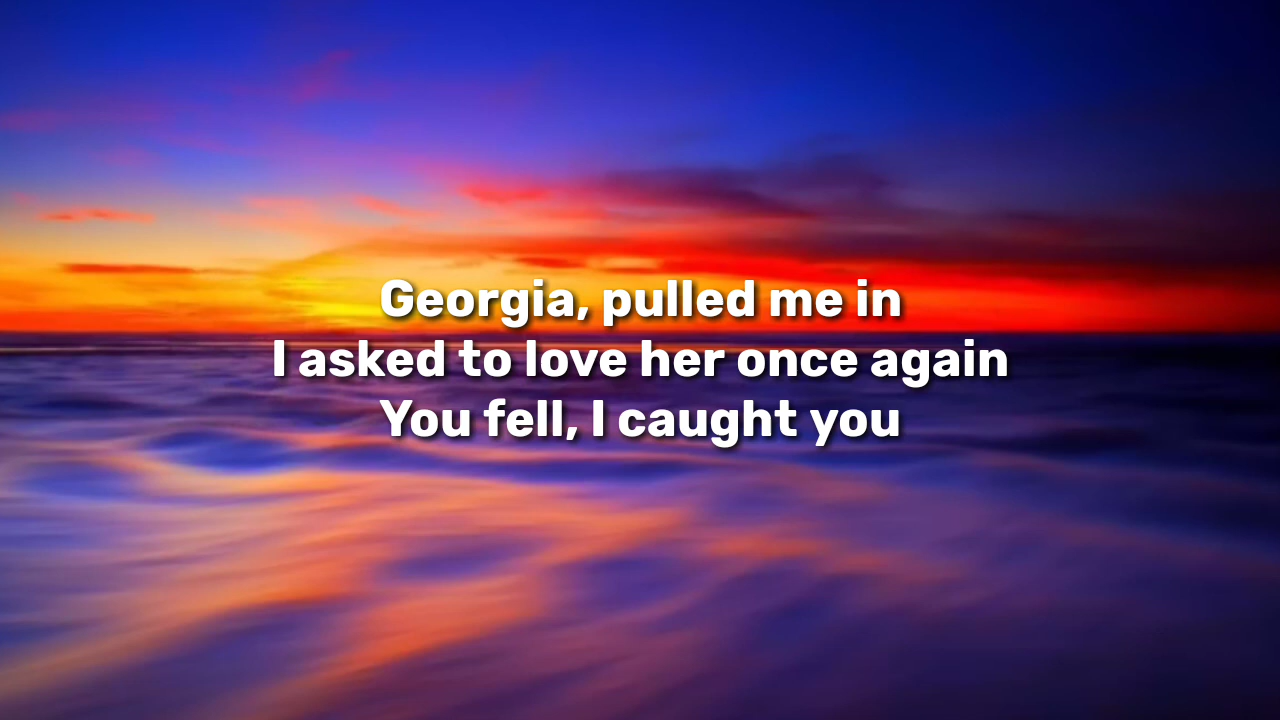 Georgia, pulled me in
I asked to love her once again
You fell, I caught you